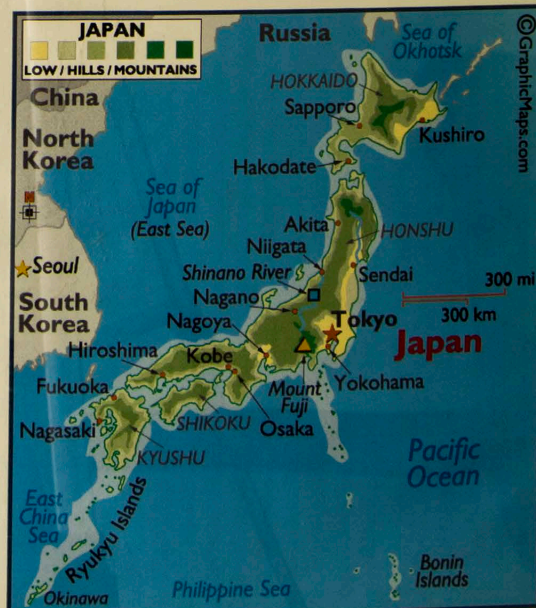 JAPAN
LOW / HILLS / MOUNTAINS
Russia
Sea of
Okhotsk
©GraphicMaps.com
China
HOKKAIDO
Sapporo
Kushiro
North
Korea
Hakodate
Sea of
Japan
(East Sea)
Akita
HONSHU
Niigata
Shinano River
Sendai
Seoul
Nagano
300 mi
300 km
South
Korea
Nagoya
Tokyo
Japan
Hiroshima
Kobe
Yokohama
Mount
Fuji
Fukuoka
SHIKOKU
Osaka
Nagasaki
KYUSHU
Pacific
Ocean
East
China
Sea
Ryukyu Islands
Bonin
Islands
Okinawa
Philippine Sea